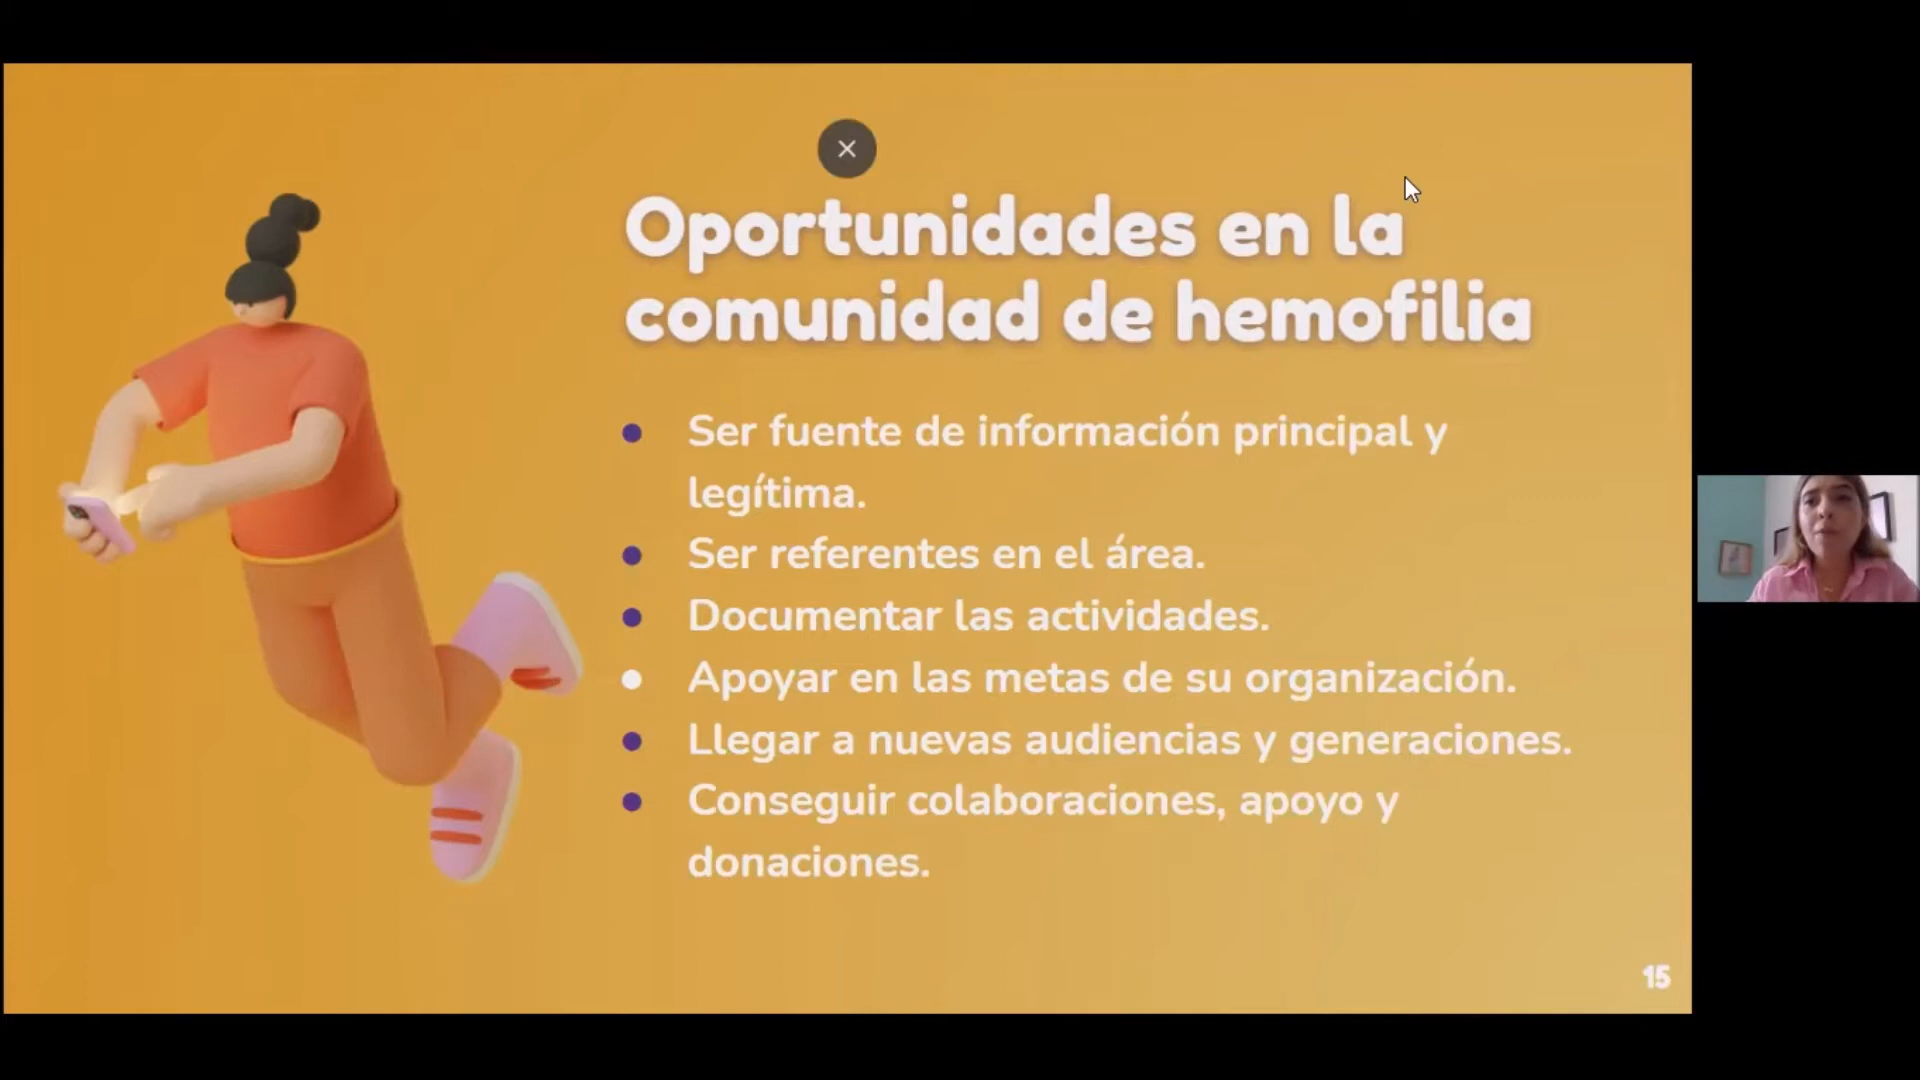 Oportunidades en la
comunidad de hemofilia
Ser fuente de información principal y
legítima.
Ser referentes en el área.
Documentar las actividades.
Apoyar en las metas de su organización.
Llegar a nuevas audiencias y generaciones.
Conseguir colaboraciones, apoyo y
donaciones.
15